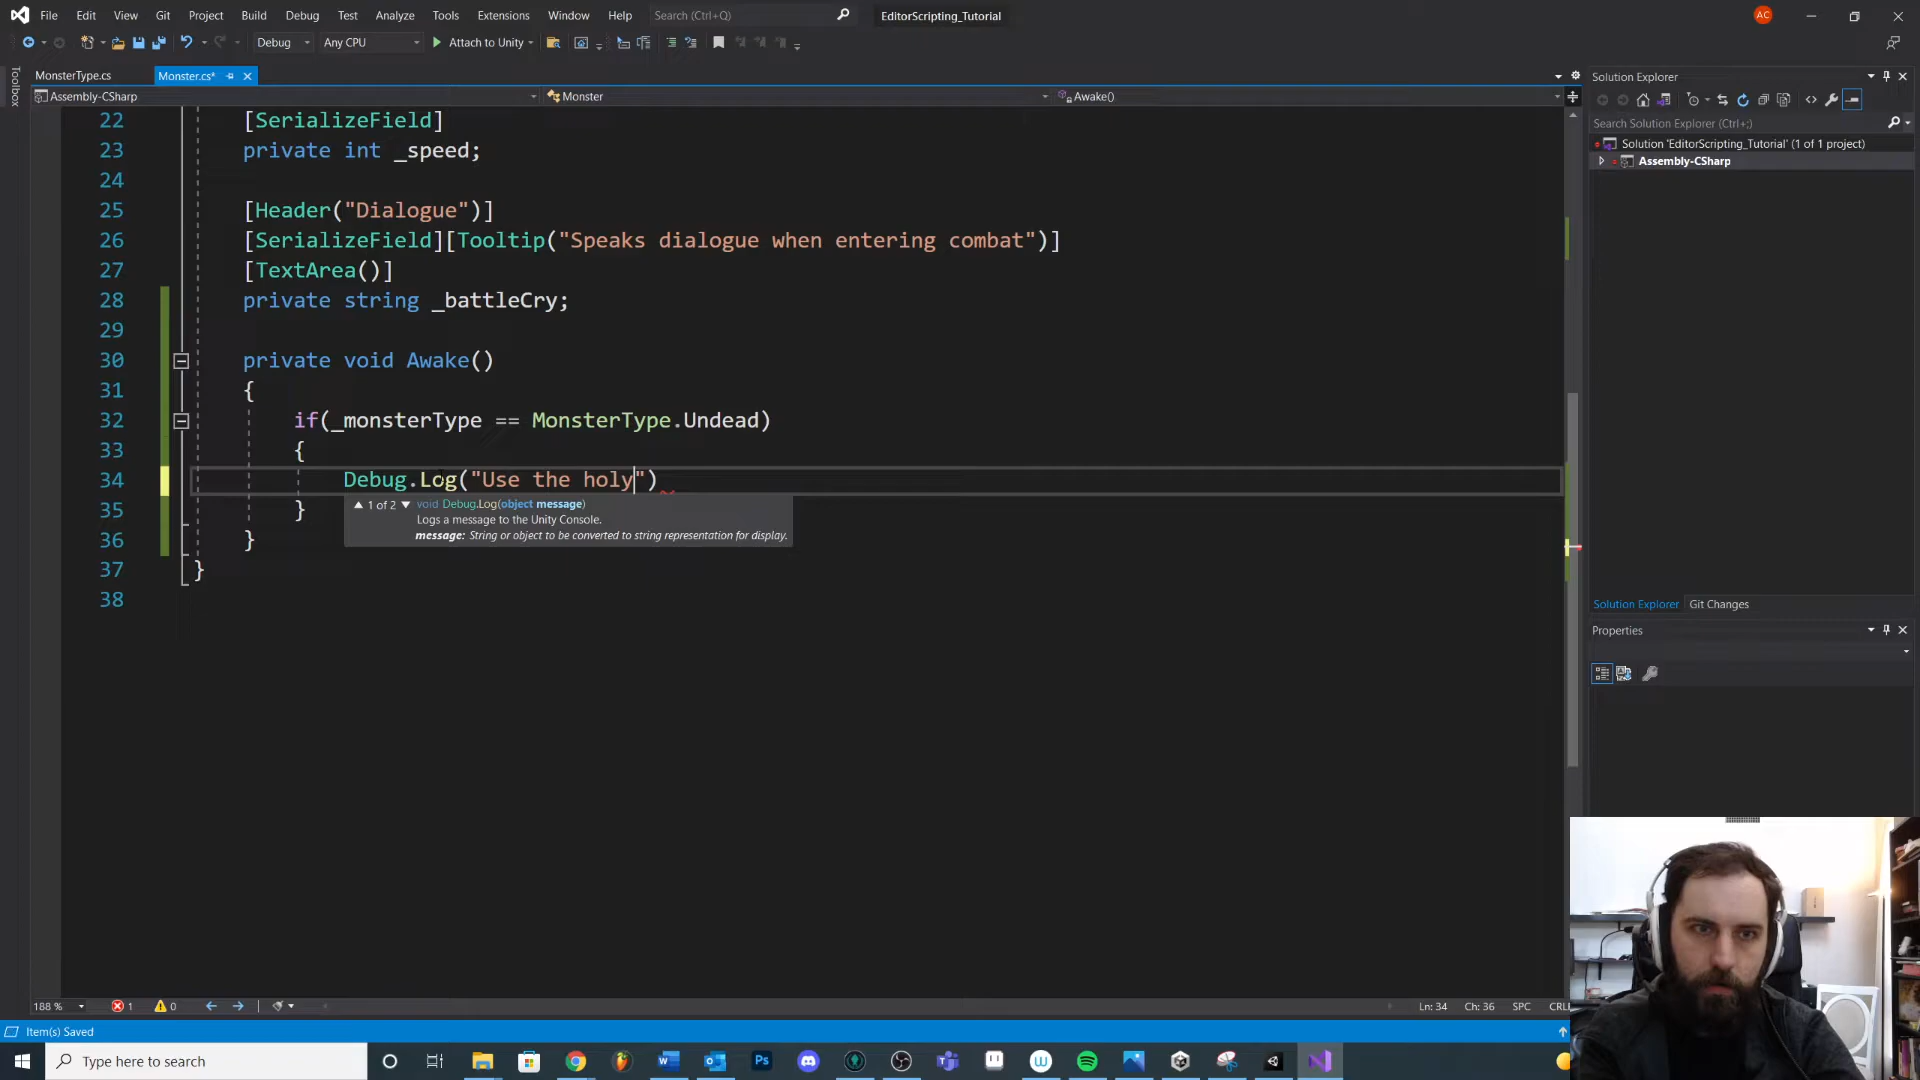 File Edit View Git Project Build Debug Test Analyze Tools Extensions Window Help Search (Ctrl+Q) EditorScripting_Tutorial AC
Debug Any CPU Attach to Unity
Toolbox
MonsterType.cs Monster.cs*
Assembly-CSharp Monster Awake()
22 [SerializeField]
23 private int _speed;
24
25 [Header("Dialogue")]
26 [SerializeField][Tooltip("Speaks dialogue when entering combat")]
27 [TextArea()]
28 private string _battleCry;
29
30 private void Awake()
31 {
32 if(_monsterType == MonsterType.Undead)
33 {
34 Debug.Log("Use the holy")
1 of 2 void Debug.Log(object message)
Logs a message to the Unity Console.
message: String or object to be converted to string representation for display.
35 }
36 }
37 }
38
Solution Explorer
Search Solution Explorer (Ctrl+;)
Solution 'EditorScripting_Tutorial' (1 of 1 project)
Assembly-CSharp
Solution Explorer Git Changes
Properties
188 % 1 0 Ln: 34 Ch: 36 SPC CRL
Item(s) Saved
Type here to search